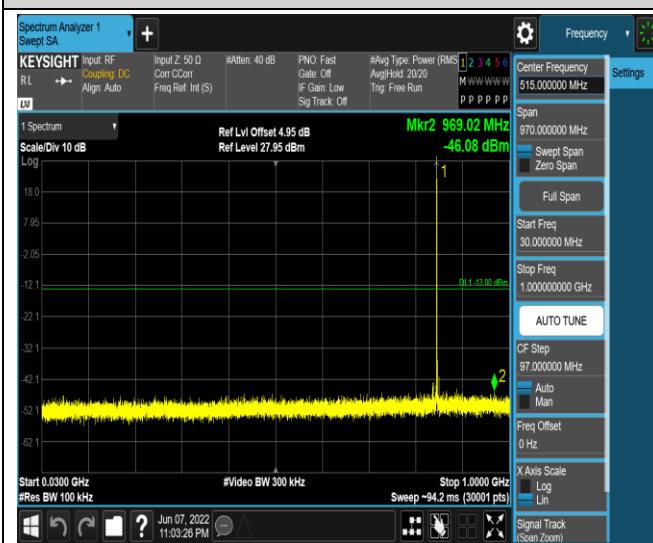 Spectrum Analyzer 1
Swept SA
+
Frequency
KEYSIGHT
RL
LXI
Input: RF
Coupling: DC
Align: Auto
Input Z: 50 Ω
Corr CCorr
Freq Ref: Int (S)
#Atten: 40 dB
PNO: Fast
Gate: Off
IF Gain: Low
Sig Track: Off
#Avg Type: Power (RMS
Avg|Hold: 20/20
Trig: Free Run
1 2 3 4 5 6
M W W W W W
P P P P P P
1 Spectrum
Scale/Div 10 dB
Log
Ref Lvl Offset 4.95 dB
Ref Level 27.95 dBm
Mkr2 969.02 MHz
-46.08 dBm
1
18.0
7.95
-2.05
-12.1
DL1 -13.00 dBm
-22.1
-32.1
-42.1
2
-52.1
-62.1
Start 0.0300 GHz
#Res BW 100 kHz
#Video BW 300 kHz
Stop 1.0000 GHz
Sweep ~94.2 ms (30001 pts)
Center Frequency
515.000000 MHz
Settings
Span
970.000000 MHz
Swept Span
Zero Span
Full Span
Start Freq
30.000000 MHz
Stop Freq
1.000000000 GHz
AUTO TUNE
CF Step
97.000000 MHz
Auto
Man
Freq Offset
0 Hz
X Axis Scale
Log
Lin
Signal Track
(Span Zoom)
?
Jun 07, 2022
11:03:26 PM